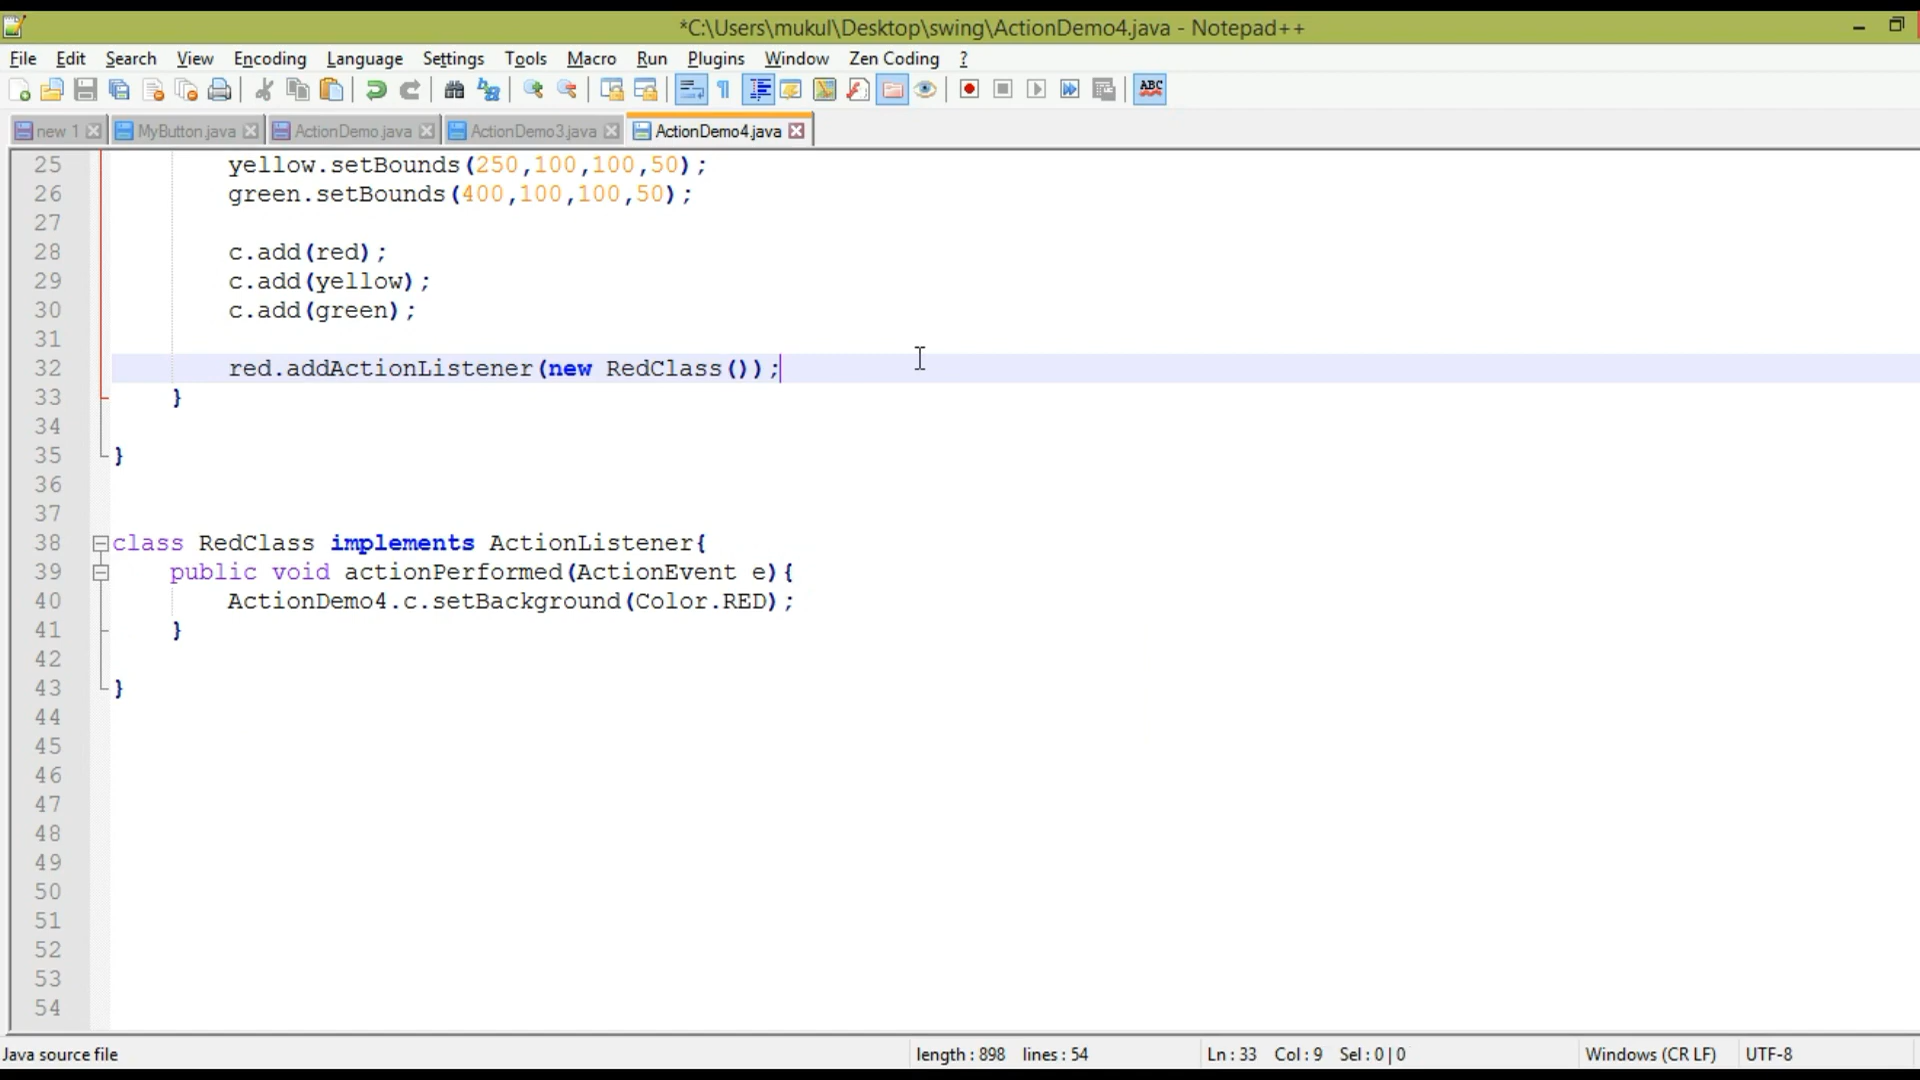 *C:\Users\mukul\Desktop\swing\ActionDemo4.java - Notepad++
File Edit Search View Encoding Language Settings Tools Macro Run Plugins Window Zen Coding ?
ABC
new 1 MyButton.java ActionDemo.java ActionDemo3.java ActionDemo4.java
25 yellow.setBounds(250,100,100,50);
26 green.setBounds(400,100,100,50);
27
28 c.add(red);
29 c.add(yellow);
30 c.add(green);
31
32 red.addActionListener(new RedClass());
33 }
34
35 }
36
37
38 class RedClass implements ActionListener{
39 public void actionPerformed(ActionEvent e){
40 ActionDemo4.c.setBackground(Color.RED);
41 }
42
43 }
44
45
46
47
48
49
50
51
52
53
54
Java source file length : 898 lines : 54 Ln : 33 Col : 9 Sel : 0 | 0 Windows (CR LF) UTF-8